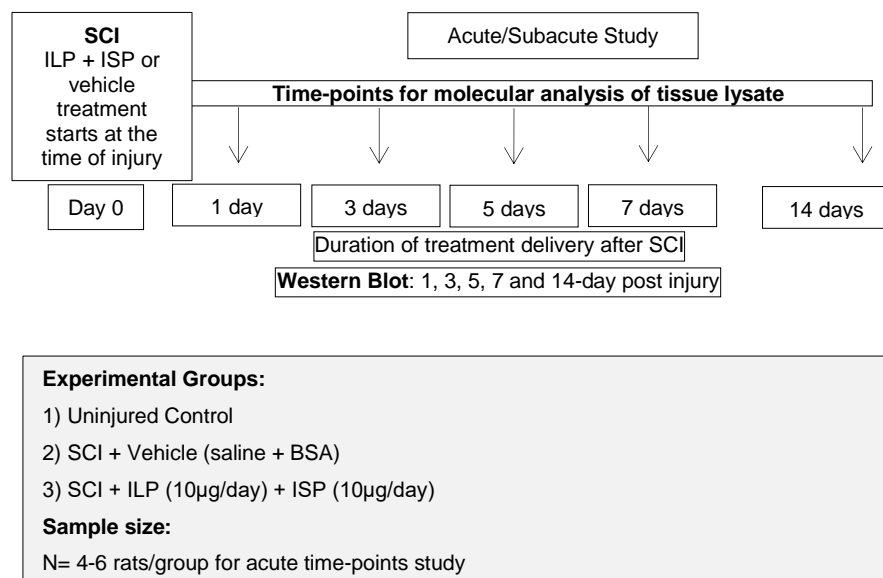 SCI
ILP + ISP or
vehicle
treatment
starts at the
time of injury
Acute/Subacute Study
Time-points for molecular analysis of tissue lysate
Day 0
1 day
3 days
5 days
7 days
14 days
Duration of treatment delivery after SCI
Western Blot: 1, 3, 5, 7 and 14-day post injury
Experimental Groups:
1) Uninjured Control
2) SCI + Vehicle (saline + BSA)
3) SCI + ILP (10µg/day) + ISP (10µg/day)
Sample size:
N= 4-6 rats/group for acute time-points study